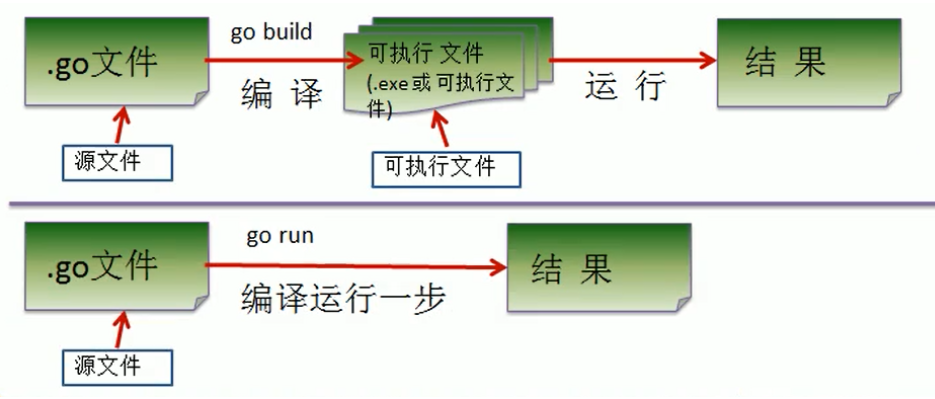 go build
.go文件
可执行 文件
(.exe或 可执行文
件)
编 译
运 行
结 果
源文件
可执行文件
go run
.go文件
编译运行一步
结 果
源文件